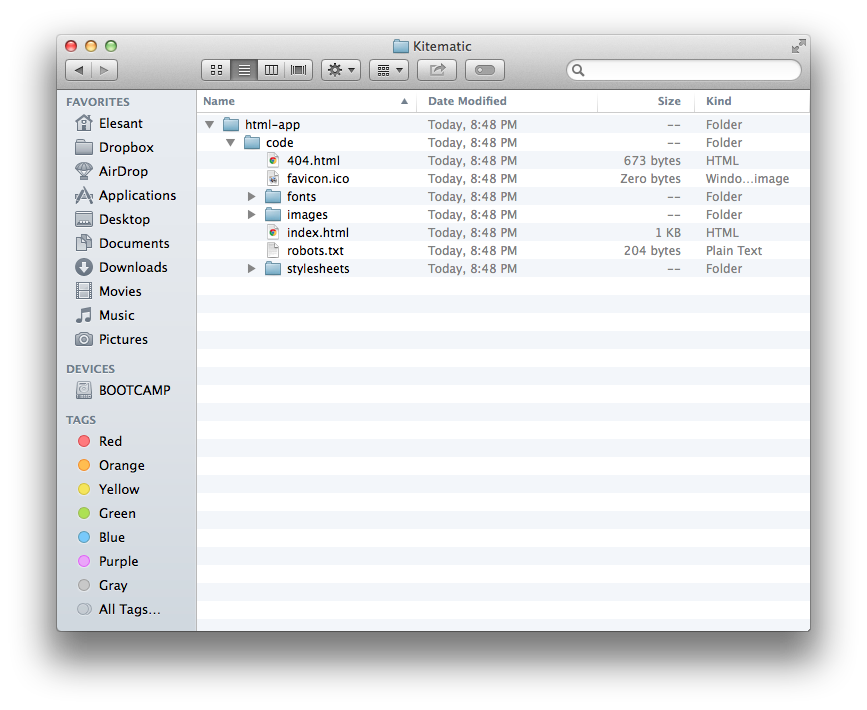 Kitematic
FAVORITES
Elesant
Dropbox
AirDrop
Applications
Desktop
Documents
Downloads
Movies
Music
Pictures
DEVICES
BOOTCAMP
TAGS
Red
Orange
Yellow
Green
Blue
Purple
Gray
All Tags...
Name Date Modified Size Kind
html-app Today, 8:48 PM -- Folder
code Today, 8:48 PM -- Folder
404.html Today, 8:48 PM 673 bytes HTML
favicon.ico Today, 8:48 PM Zero bytes Windo...image
fonts Today, 8:48 PM -- Folder
images Today, 8:48 PM -- Folder
index.html Today, 8:48 PM 1 KB HTML
robots.txt Today, 8:48 PM 204 bytes Plain Text
stylesheets Today, 8:48 PM -- Folder